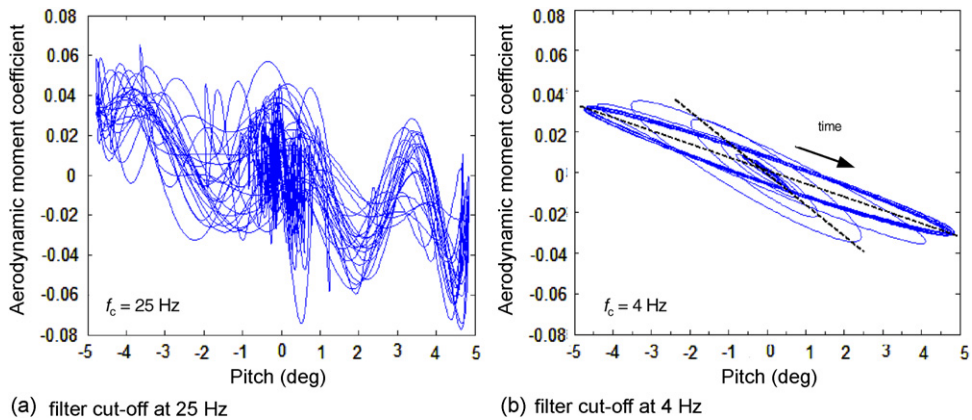 0.08
0.06
0.04
0.02
0
-0.02
-0.04
-0.06
-0.08
Aerodynamic moment coefficient
fc = 25 Hz
-5 -4 -3 -2 -1 0 1 2 3 4 5
Pitch (deg)
(a) filter cut-off at 25 Hz
0.08
0.06
0.04
0.02
0
-0.02
-0.04
-0.06
-0.08
Aerodynamic moment coefficient
time
fc = 4 Hz
-5 -4 -3 -2 -1 0 1 2 3 4 5
Pitch (deg)
(b) filter cut-off at 4 Hz